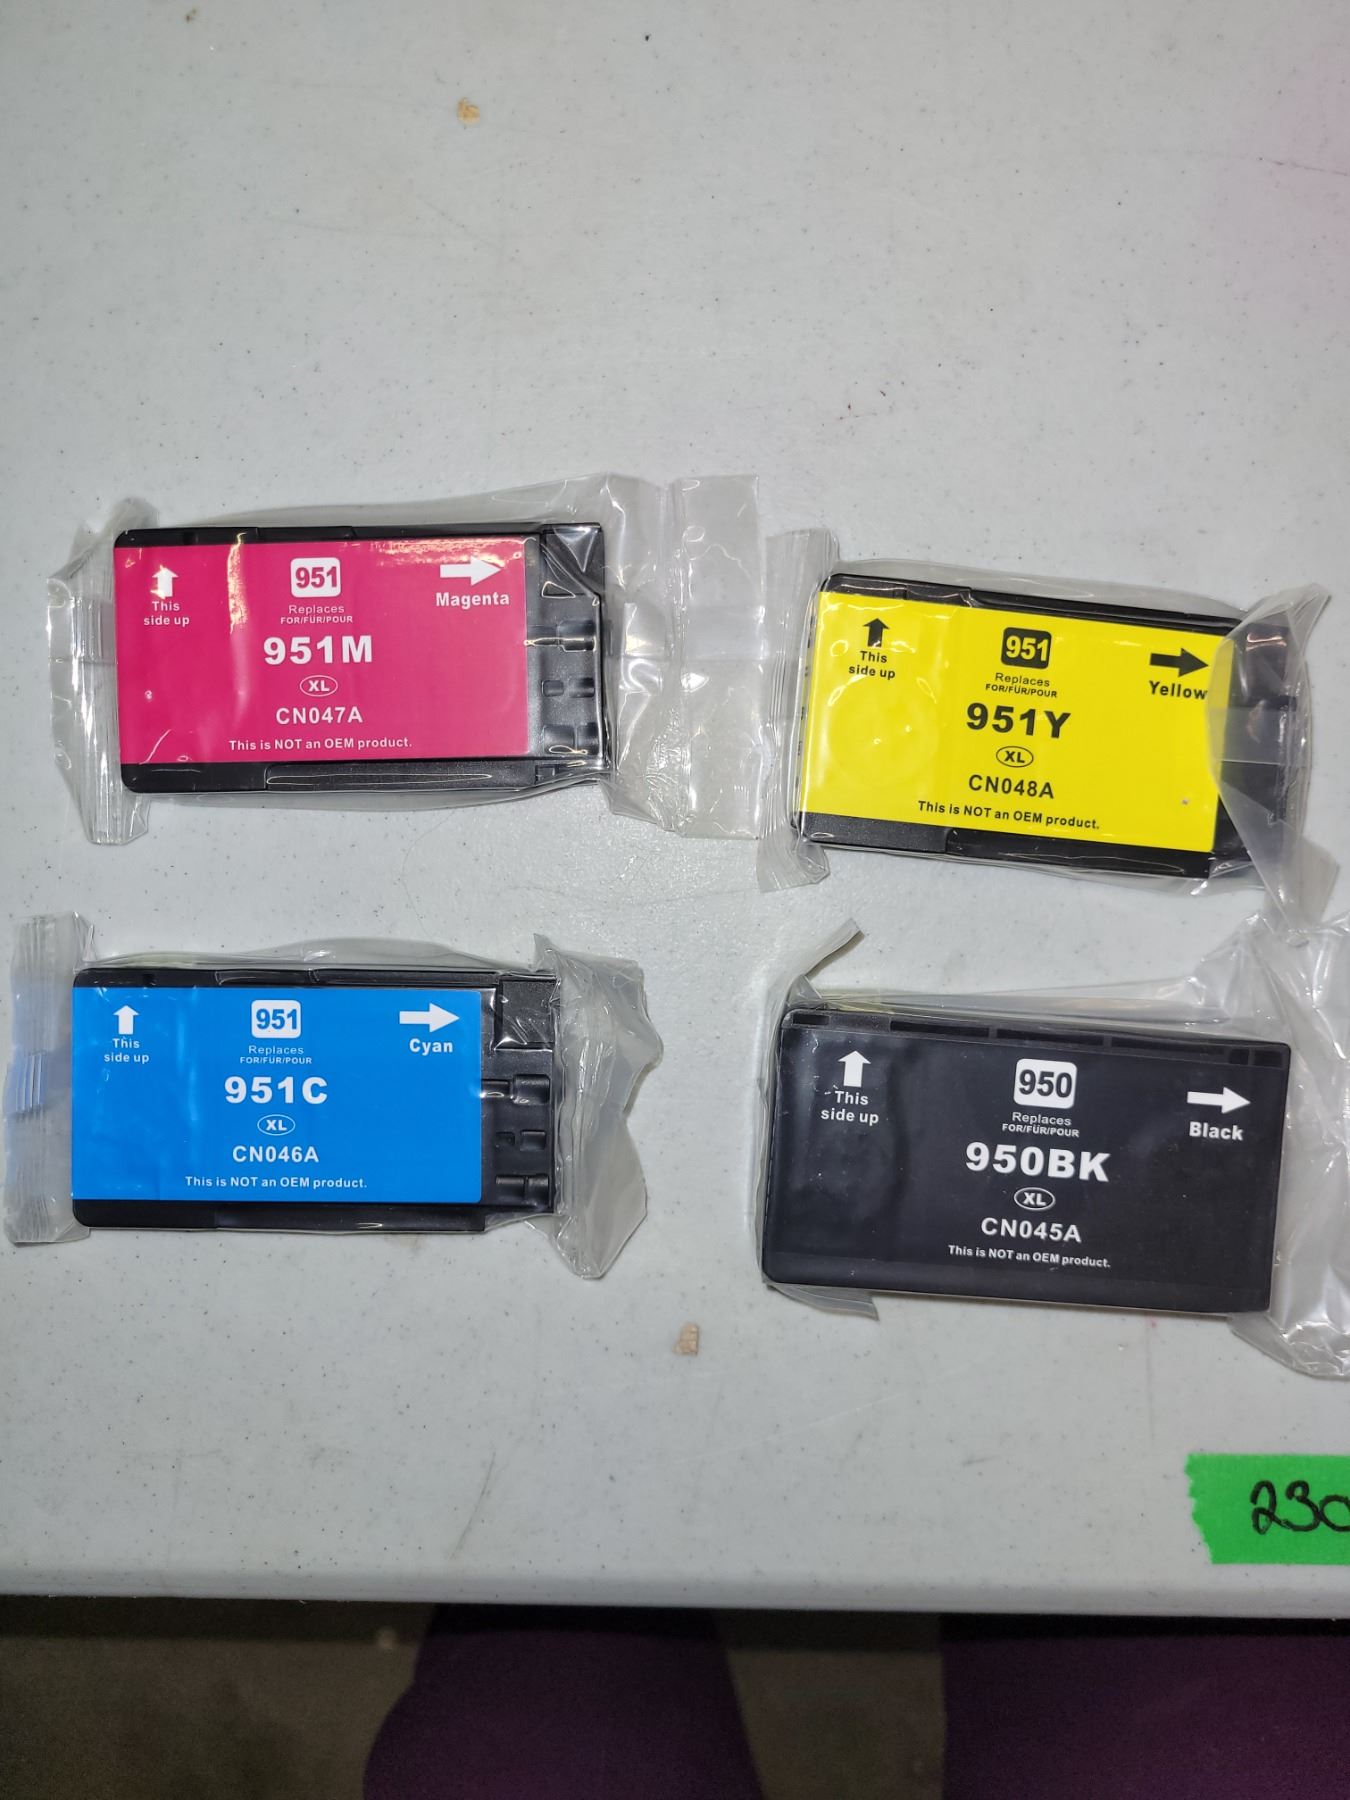 951
Replaces
FOR/FÜR/POUR
This
side up
Magenta
951M
XL
CN047A
This is NOT an OEM product.
951
Replaces
FOR/FÜR/POUR
This
side up
Yellow
951Y
XL
CN048A
This is NOT an OEM product.
951
Replaces
FOR/FÜR/POUR
This
side up
Cyan
951C
XL
CN046A
This is NOT an OEM product.
950
Replaces
FOR/FÜR/POUR
This
side up
Black
950BK
XL
CN045A
This is NOT an OEM product.